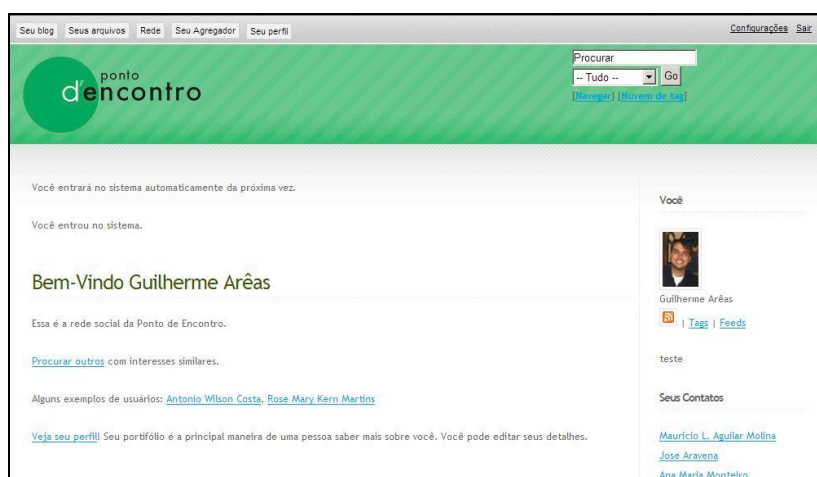 Seu blog Seus arquivos Rede Seu Agregador Seu perfil Configurações Sair
ponto
d'encontro
Procurar
-- Tudo -- Go
[Navegar] [Nuvem de tag]
Você entrará no sistema automaticamente da próxima vez.
Você entrou no sistema.
Bem-Vindo Guilherme Arêas
Essa é a rede social da Ponto de Encontro.
Procurar outros com interesses similares.
Alguns exemplos de usuários: Antonio Wilson Costa, Rose Mary Kern Martins
Veja seu perfil! Seu portifólio é a principal maneira de uma pessoa saber mais sobre você. Você pode editar seus detalhes.
Você
Guilherme Arêas
| Tags | Feeds
teste
Seus Contatos
Mauricio L. Aguilar Molina
Jose Aravena
Ana Maria Monteiro